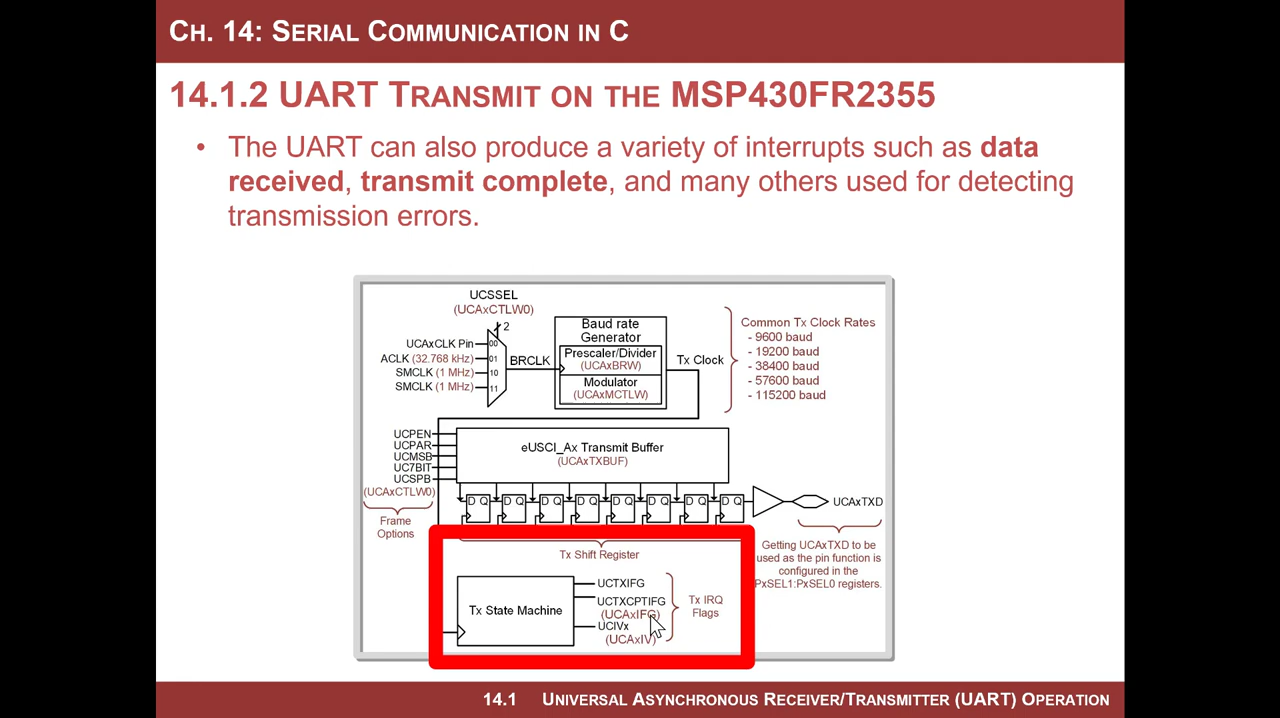 CH. 14: SERIAL COMMUNICATION IN C
14.1.2 UART TRANSMIT ON THE MSP430FR2355
• The UART can also produce a variety of interrupts such as data
received, transmit complete, and many others used for detecting
transmission errors.
UCSSEL
(UCAxCTLW0)
2
UCAxCLK Pin
00
ACLK (32.768 kHz)
01
SMCLK (1 MHz)
10
SMCLK (1 MHz)
11
BRCLK
Baud rate
Generator
Prescaler/Divider
(UCAxBRW)
Modulator
(UCAxMCTLW)
Tx Clock
Common Tx Clock Rates
- 9600 baud
- 19200 baud
- 38400 baud
- 57600 baud
- 115200 baud
UCPEN
UCPAR
UCMSB
UC7BIT
UCSPB
(UCAxCTLW0)
Frame
Options
eUSCI_Ax Transmit Buffer
(UCAxTXBUF)
D Q D Q D Q D Q D Q D Q D Q D Q
UCAxTXD
Getting UCAxTXD to be
used as the pin function is
configured in the
PxSEL1:PxSEL0 registers.
Tx Shift Register
Tx State Machine
UCTXIFG
UCTXCPTIFG
(UCAxIFG)
UCIVx
(UCAxIV)
Tx IRQ
Flags
14.1 UNIVERSAL ASYNCHRONOUS RECEIVER/TRANSMITTER (UART) OPERATION